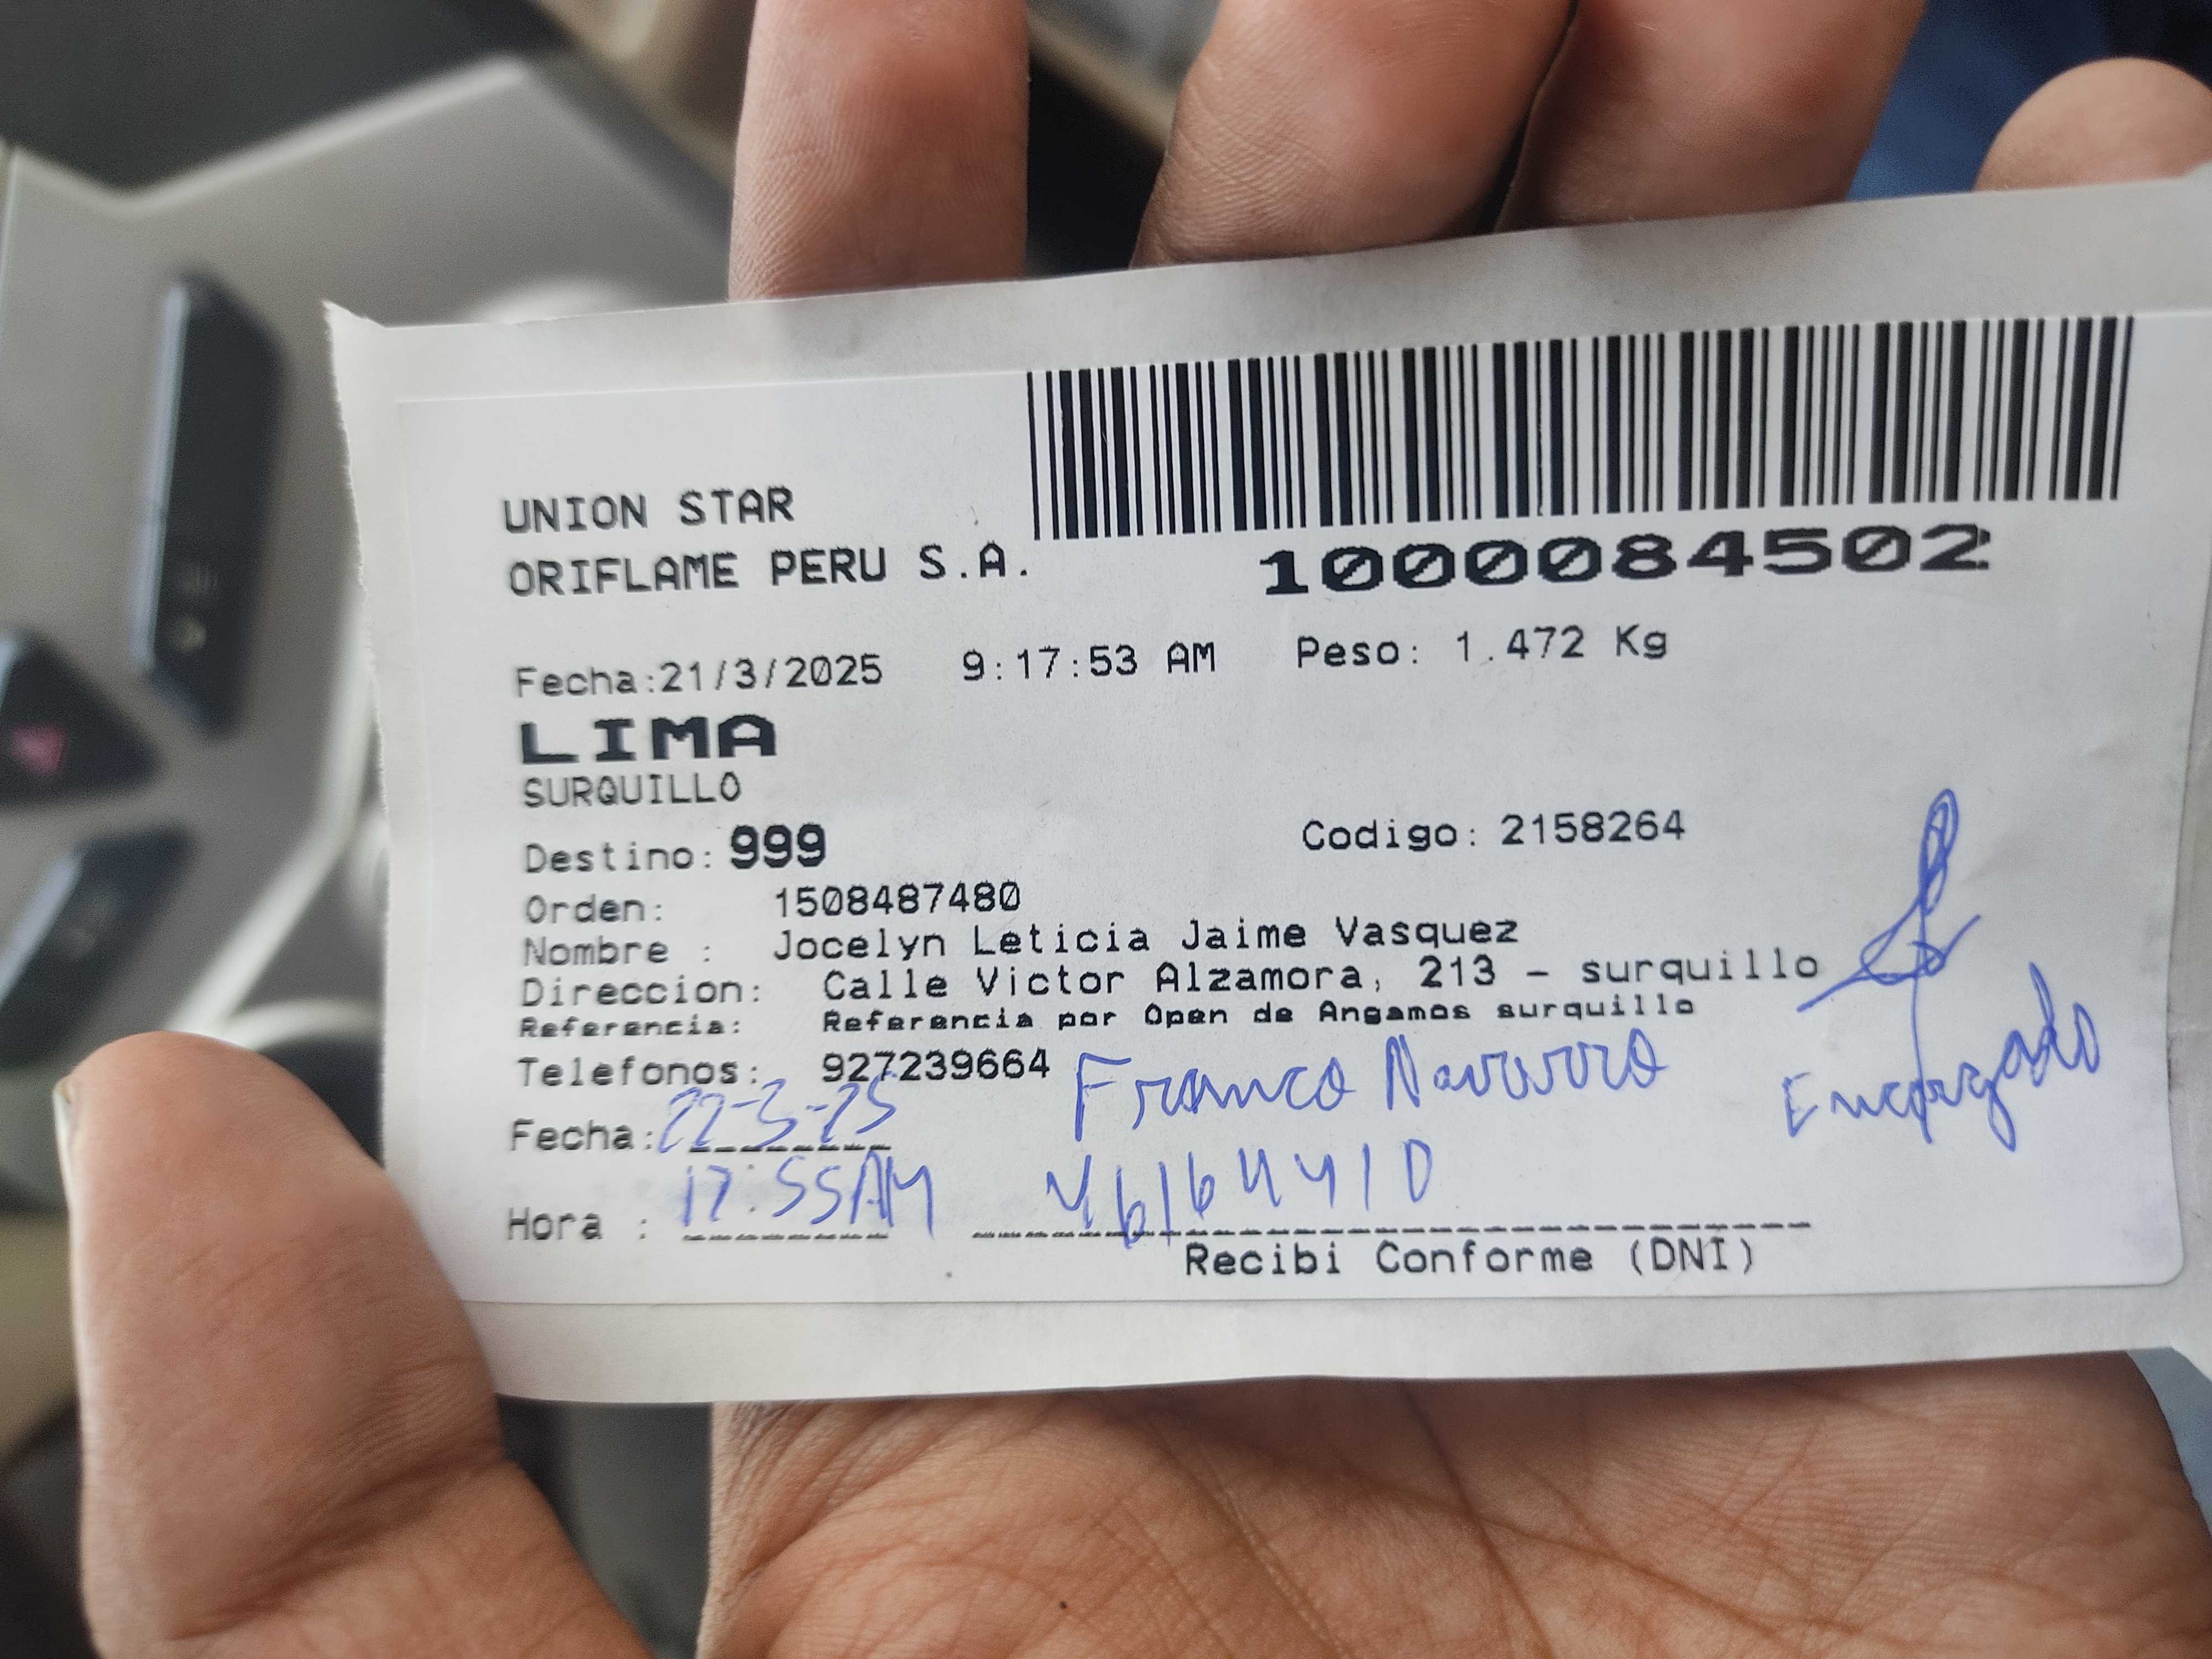 UNION STAR
ORIFLAME PERU S.A.
1000084502
Fecha:21/3/2025 9:17:53 AM Peso: 1.472 Kg
LIMA
SURQUILLO
Destino: 999 Codigo: 2158264
Orden: 1508487480
Nombre : Jocelyn Leticia Jaime Vasquez
Direccion: Calle Victor Alzamora, 213 - surquillo
Referencia: Referencia por Open de Angamos surquillo
Telefonos: 927239664 Franco Navarro Encargado
Fecha: 22-3-25
Hora : 12:55AM 46164410
Recibi Conforme (DNI)